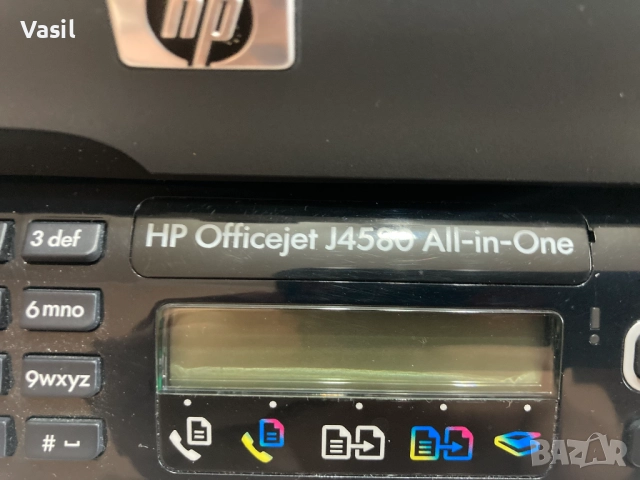 Vasil
hp
HP Officejet J4580 All-in-One
3 def
6 mno
9wxyz
#
BAZAR